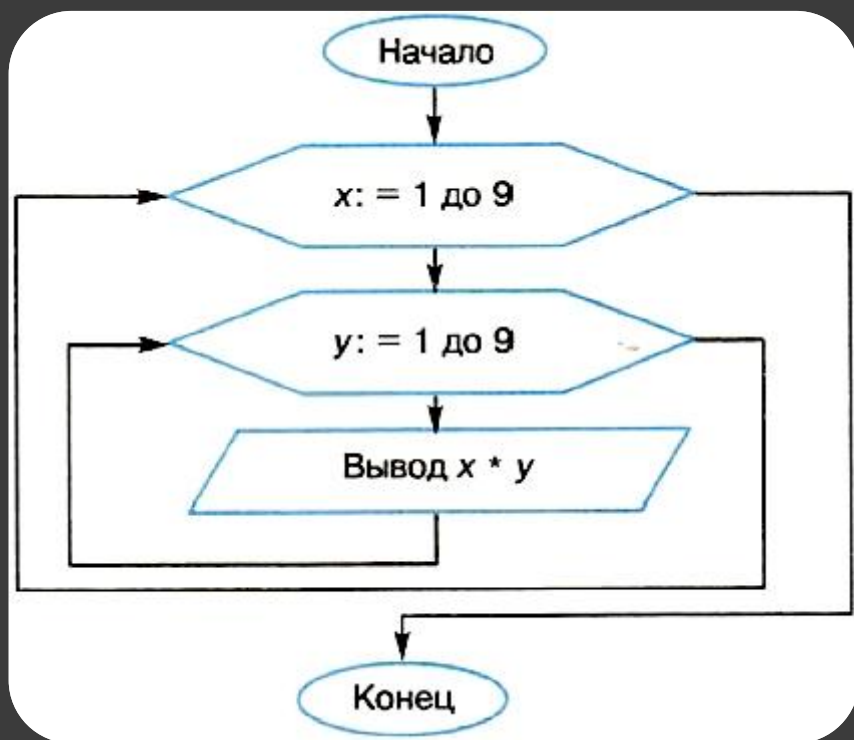 Начало
x: = 1 до 9
y: = 1 до 9
Вывод x * y
Конец